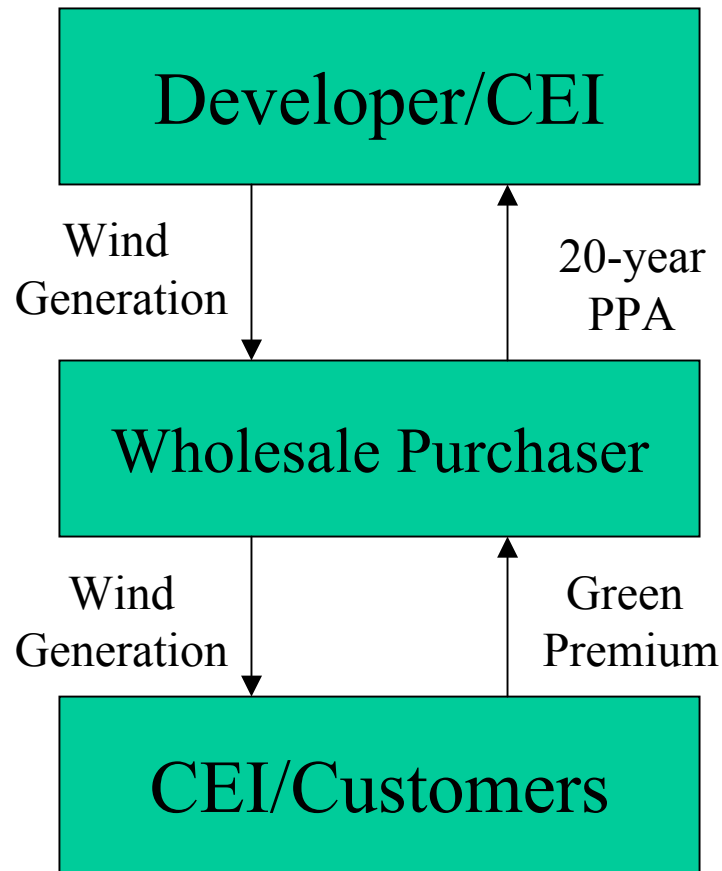 Developer/CEI
Wind
Generation
20-year
PPA
Wholesale Purchaser
Wind
Generation
Green
Premium
CEI/Customers